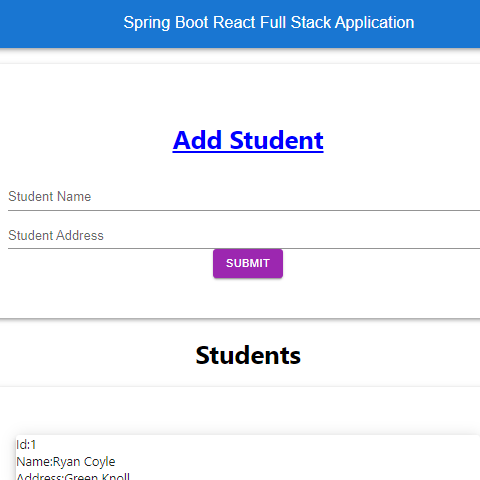 Spring Boot React Full Stack Application
Add Student
Student Name
Student Address
SUBMIT
Students
Id:1
Name:Ryan Coyle
Address:Green Knoll